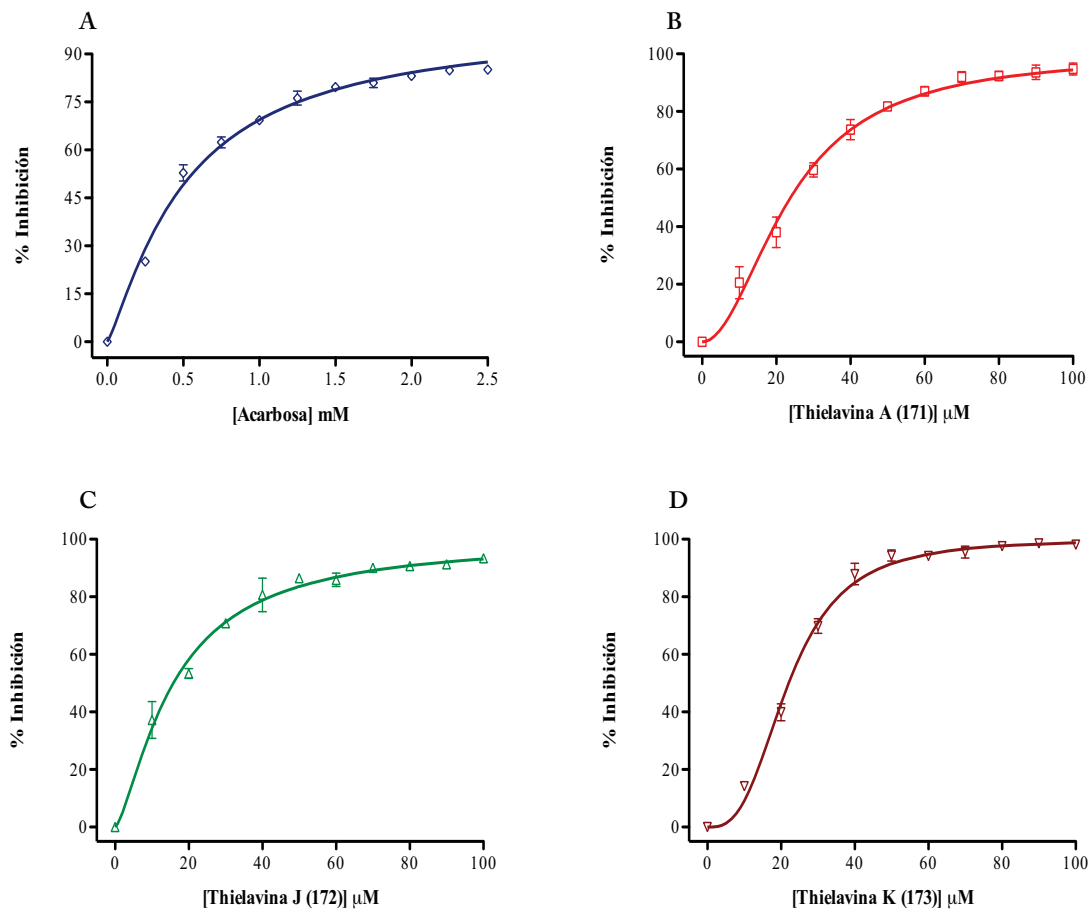 A
% Inhibición
90
75
60
45
30
15
0
0.0 0.5 1.0 1.5 2.0 2.5
[Acarbosa] mM
B
% Inhibición
100
80
60
40
20
0
0 20 40 60 80 100
[Thielavina A (171)] μM
C
% Inhibición
100
80
60
40
20
0
0 20 40 60 80 100
[Thielavina J (172)] μM
D
% Inhibición
100
80
60
40
20
0
0 20 40 60 80 100
[Thielavina K (173)] μM